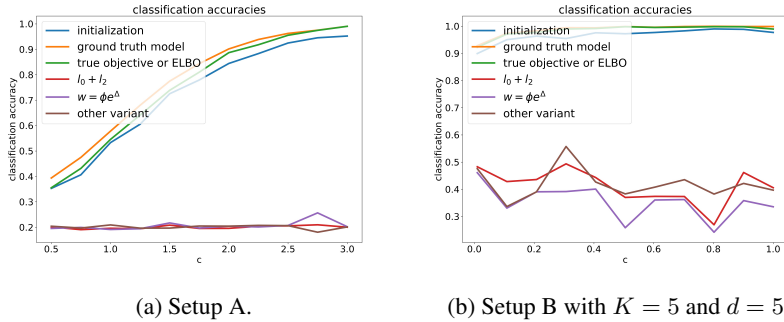 classification accuracies
1.0
0.9
0.8
0.7
0.6
0.5
0.4
0.3
0.2
classification accuracy
initialization
ground truth model
true objective or ELBO
l₀ + l₂
w = ϕe^Δ
other variant
0.5 1.0 1.5 2.0 2.5 3.0
c
(a) Setup A.
classification accuracies
1.0
0.9
0.8
0.7
0.6
0.5
0.4
0.3
classification accuracy
initialization
ground truth model
true objective or ELBO
l₀ + l₂
w = ϕe^Δ
other variant
0.0 0.2 0.4 0.6 0.8 1.0
c
(b) Setup B with K = 5 and d = 5